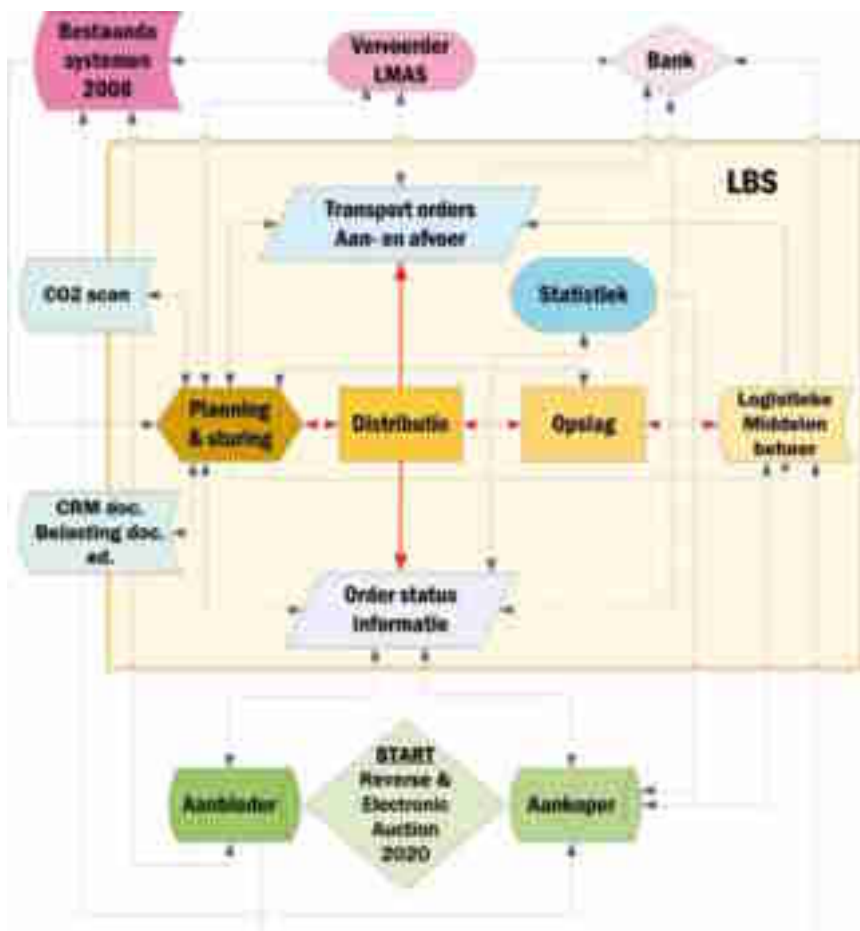 Bestaande
systemen
2008
Vervoerder
LMAS
Bank
LBS
Transport orders
Aan- en afvoer
CO2 scan
Statistiek
Planning
& sturing
Distributie
Opslag
Logistieke
Middelen
beheer
CRM doc.
Belasting doc.
ed.
Order status
informatie
Aanbieder
START
Reverse &
Electronic
Auction
2020
Aankoper